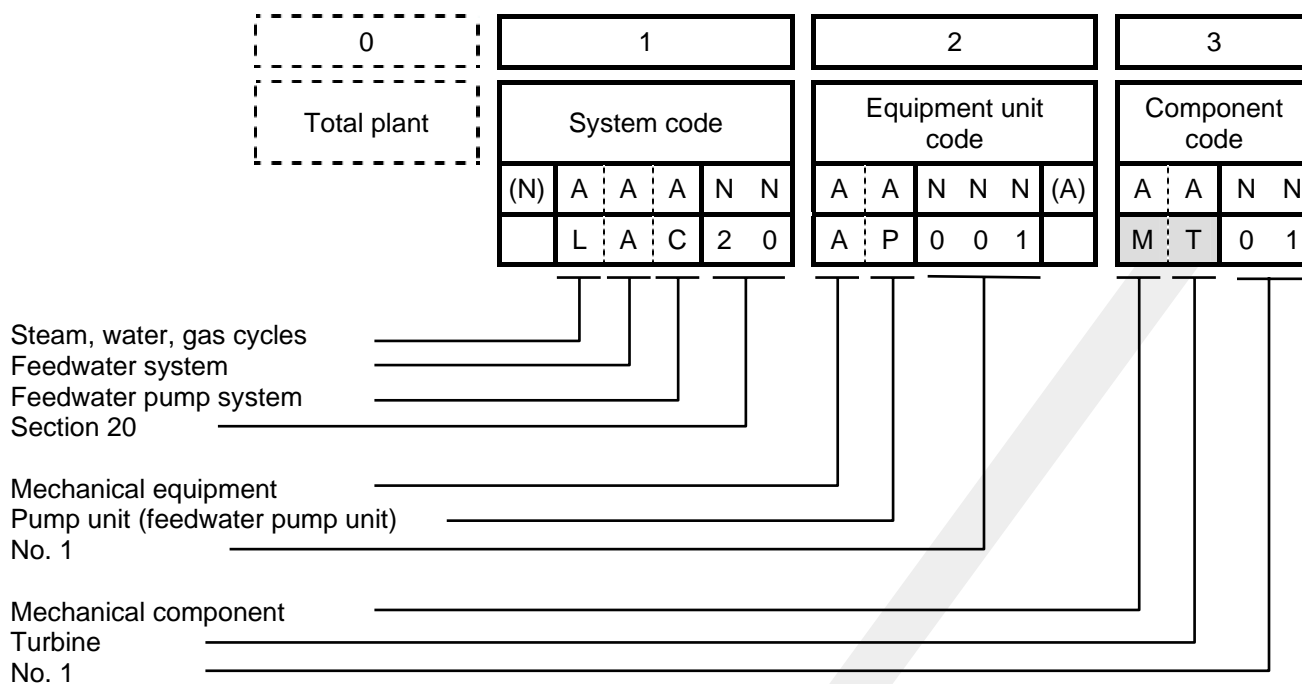 0 1 2 3
Total plant System code Equipment unit code Component code
(N) A A A N N A A N N N (A) A A N N
L A C 2 0 A P 0 0 1 M T 0 1
Steam, water, gas cycles
Feedwater system
Feedwater pump system
Section 20
Mechanical equipment
Pump unit (feedwater pump unit)
No. 1
Mechanical component
Turbine
No. 1